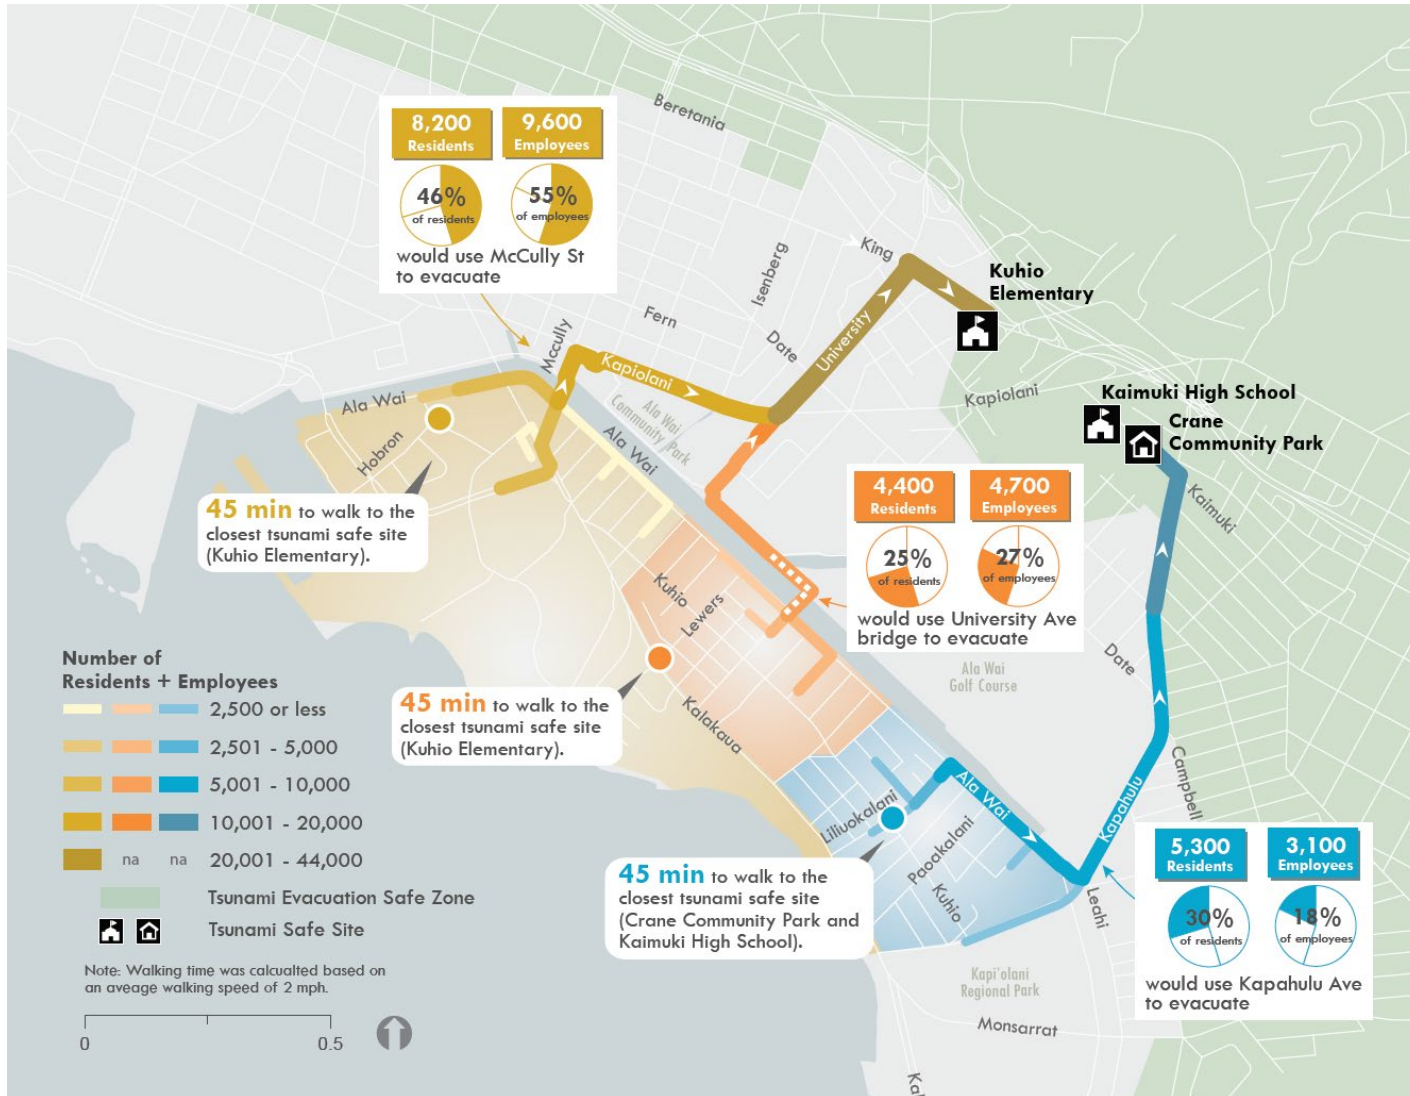 Beretania
8,200
Residents
9,600
Employees
46%
of residents
55%
of employees
would use McCully St
to evacuate
King
Isenberg
Kuhio
Elementary
Fern
Date
University
Mccully
Kapiolani
Kapiolani
Ala Wai
Ala Wai
Community
Park
Ala Wai
Hobron
Kaimuki High School
Crane
Community Park
Kaimuki
45 min to walk to the
closest tsunami safe site
(Kuhio Elementary).
4,400
Residents
4,700
Employees
25%
of residents
27%
of employees
would use University Ave
bridge to evacuate
Kuhio
Lewers
Ala Wai
Golf Course
Date
Number of
Residents + Employees
2,500 or less
2,501 - 5,000
5,001 - 10,000
10,001 - 20,000
na
na
20,001 - 44,000
Tsunami Evacuation Safe Zone
Tsunami Safe Site
Note: Walking time was calcualted based on
an aveage walking speed of 2 mph.
0
0.5
45 min to walk to the
closest tsunami safe site
(Kuhio Elementary).
Kalakaua
Campbell
Kapahulu
Ala Wai
Liliuokalani
Paoakalani
Kuhio
Leahi
45 min to walk to the
closest tsunami safe site
(Crane Community Park and
Kaimuki High School).
5,300
Residents
3,100
Employees
30%
of residents
18%
of employees
would use Kapahulu Ave
to evacuate
Kapi'olani
Regional Park
Monsarrat